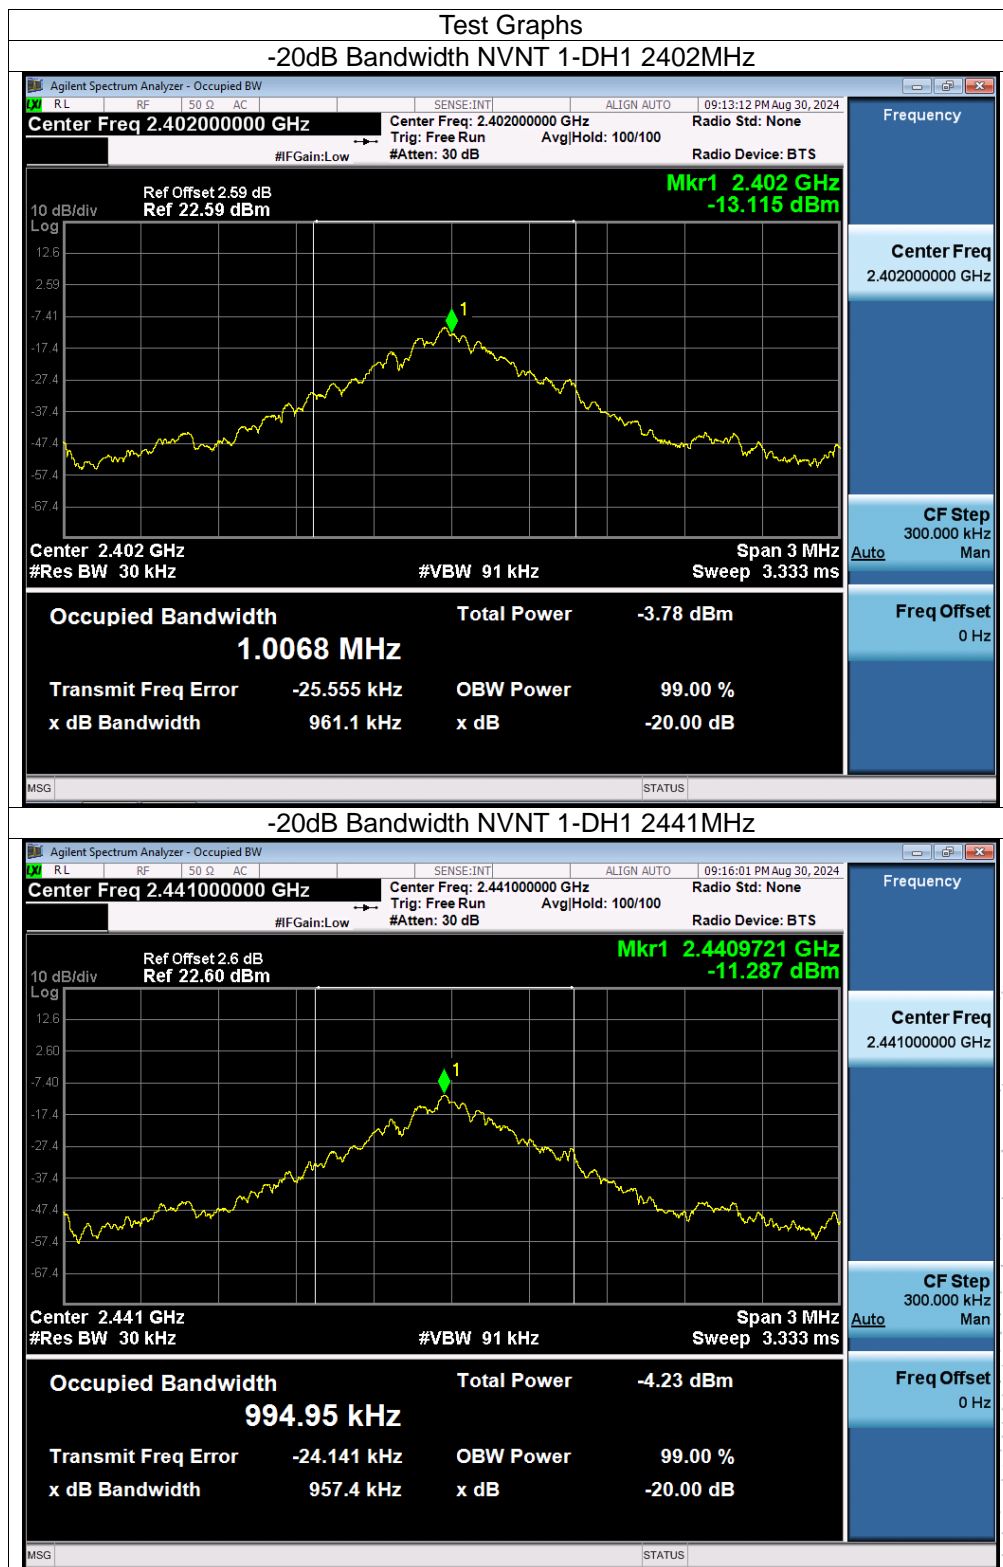 Test Graphs
-20dB Bandwidth NVNT 1-DH1 2402MHz
Agilent Spectrum Analyzer - Occupied BW
LXI RL RF 50 Ω AC SENSE:INT ALIGN AUTO 09:13:12 PM Aug 30, 2024
Center Freq 2.402000000 GHz Center Freq: 2.402000000 GHz Radio Std: None Frequency
Trig: Free Run Avg|Hold: 100/100
#IFGain:Low #Atten: 30 dB Radio Device: BTS
Mkr1 2.402 GHz
Ref Offset 2.59 dB -13.115 dBm
10 dB/div Ref 22.59 dBm
Log
12.6 Center Freq
2.59 2.402000000 GHz
1
-7.41
-17.4
-27.4
-37.4
-47.4
-57.4
-67.4
CF Step
300.000 kHz
Auto Man
Center 2.402 GHz Span 3 MHz
#Res BW 30 kHz #VBW 91 kHz Sweep 3.333 ms
Occupied Bandwidth Total Power -3.78 dBm Freq Offset
0 Hz
1.0068 MHz
Transmit Freq Error -25.555 kHz OBW Power 99.00 %
x dB Bandwidth 961.1 kHz x dB -20.00 dB
MSG STATUS
-20dB Bandwidth NVNT 1-DH1 2441MHz
Agilent Spectrum Analyzer - Occupied BW
LXI RL RF 50 Ω AC SENSE:INT ALIGN AUTO 09:16:01 PM Aug 30, 2024
Center Freq 2.441000000 GHz Center Freq: 2.441000000 GHz Radio Std: None Frequency
Trig: Free Run Avg|Hold: 100/100
#IFGain:Low #Atten: 30 dB Radio Device: BTS
Mkr1 2.4409721 GHz
Ref Offset 2.6 dB -11.287 dBm
10 dB/div Ref 22.60 dBm
Log
12.6 Center Freq
2.60 2.441000000 GHz
1
-7.40
-17.4
-27.4
-37.4
-47.4
-57.4
-67.4
CF Step
300.000 kHz
Auto Man
Center 2.441 GHz Span 3 MHz
#Res BW 30 kHz #VBW 91 kHz Sweep 3.333 ms
Occupied Bandwidth Total Power -4.23 dBm Freq Offset
0 Hz
994.95 kHz
Transmit Freq Error -24.141 kHz OBW Power 99.00 %
x dB Bandwidth 957.4 kHz x dB -20.00 dB
MSG STATUS